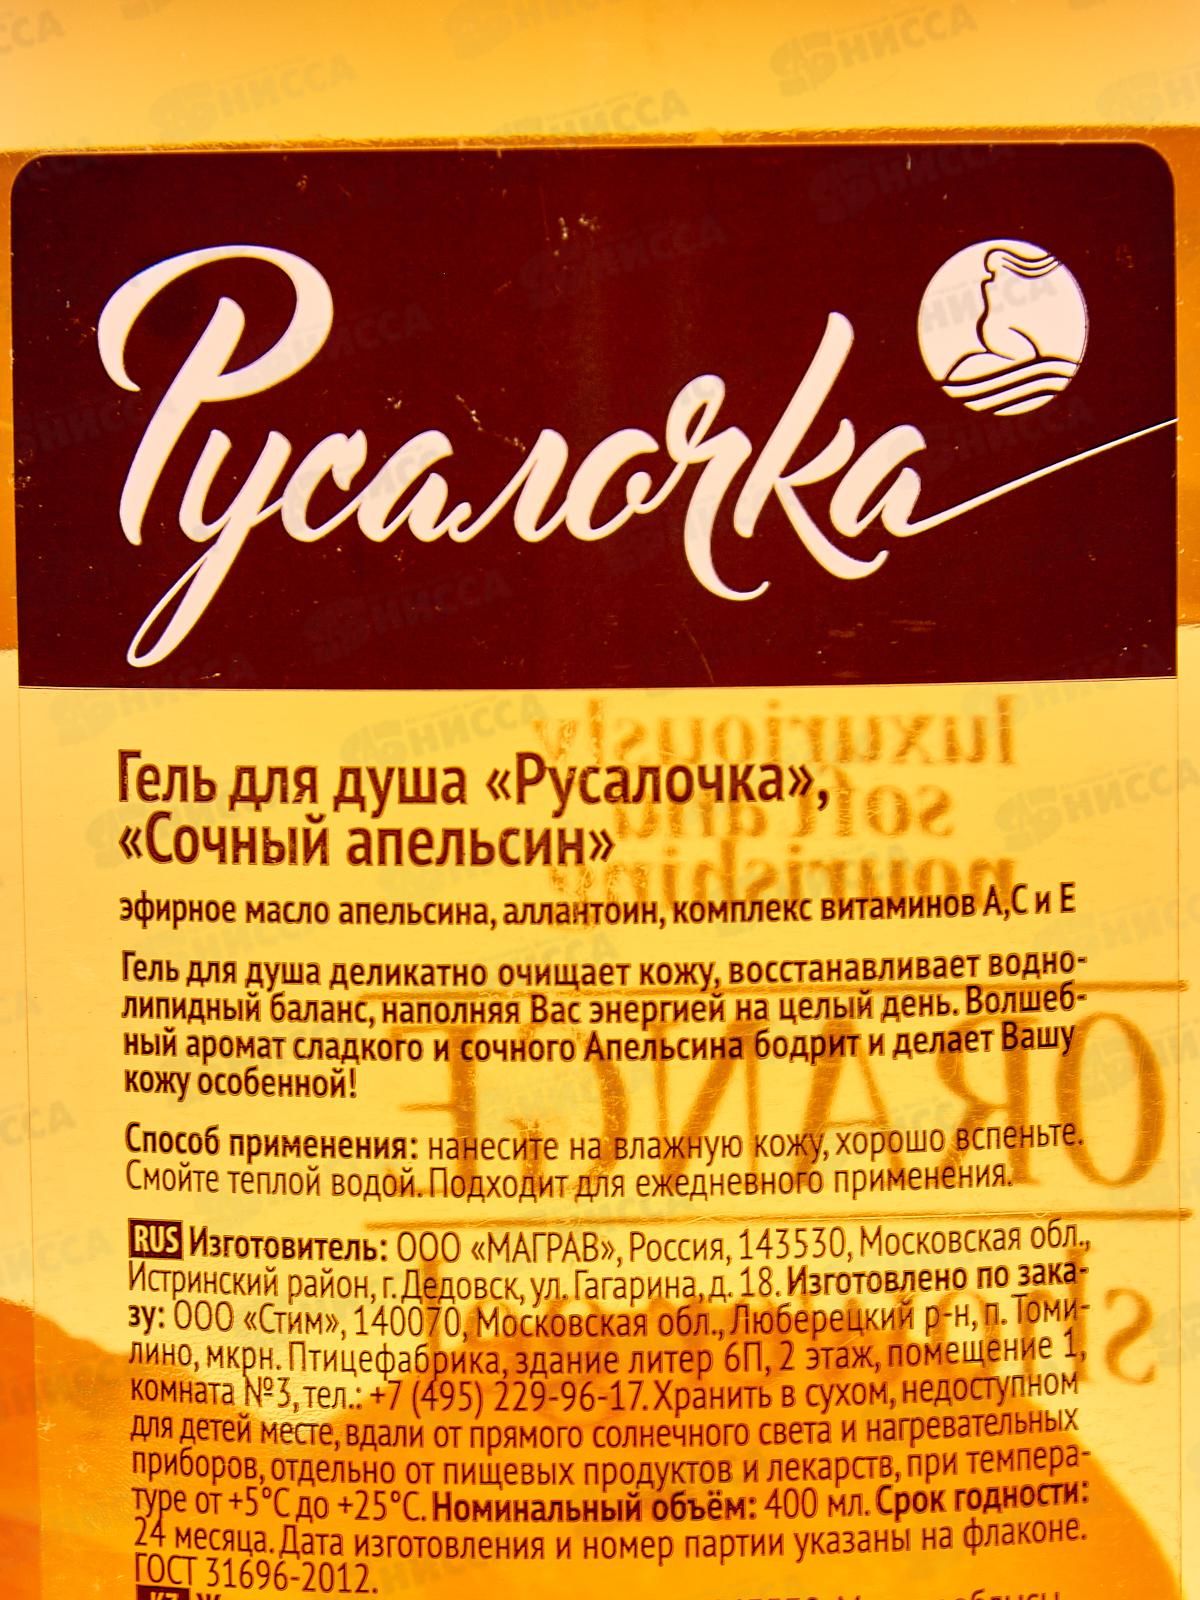 Русалочка
Гель для душа «Русалочка»,
«Сочный апельсин»
эфирное масло апельсина, аллантоин, комплекс витаминов А,С и Е
Гель для душа деликатно очищает кожу, восстанавливает водно-
липидный баланс, наполняя Вас энергией на целый день. Волшеб-
ный аромат сладкого и сочного Апельсина бодрит и делает Вашу
кожу особенной!
Способ применения: нанесите на влажную кожу, хорошо вспеньте.
Смойте теплой водой. Подходит для ежедневного применения.
RUS Изготовитель: ООО «МАГРАВ», Россия, 143530, Московская обл.,
Истринский район, г. Дедовск, ул. Гагарина, д. 18. Изготовлено по зака-
зу: ООО «Стим», 140070, Московская обл., Люберецкий р-н, п. Томи-
лино, мкрн. Птицефабрика, здание литер 6П, 2 этаж, помещение 1,
комната №3, тел.: +7 (495) 229-96-17. Хранить в сухом, недоступном
для детей месте, вдали от прямого солнечного света и нагревательных
приборов, отдельно от пищевых продуктов и лекарств, при темпера-
туре от +5°С до +25°С. Номинальный объём: 400 мл. Срок годности:
24 месяца. Дата изготовления и номер партии указаны на флаконе.
ГОСТ 31696-2012.
luxuriously
soft and
nourishing
ORANGE
НИССА